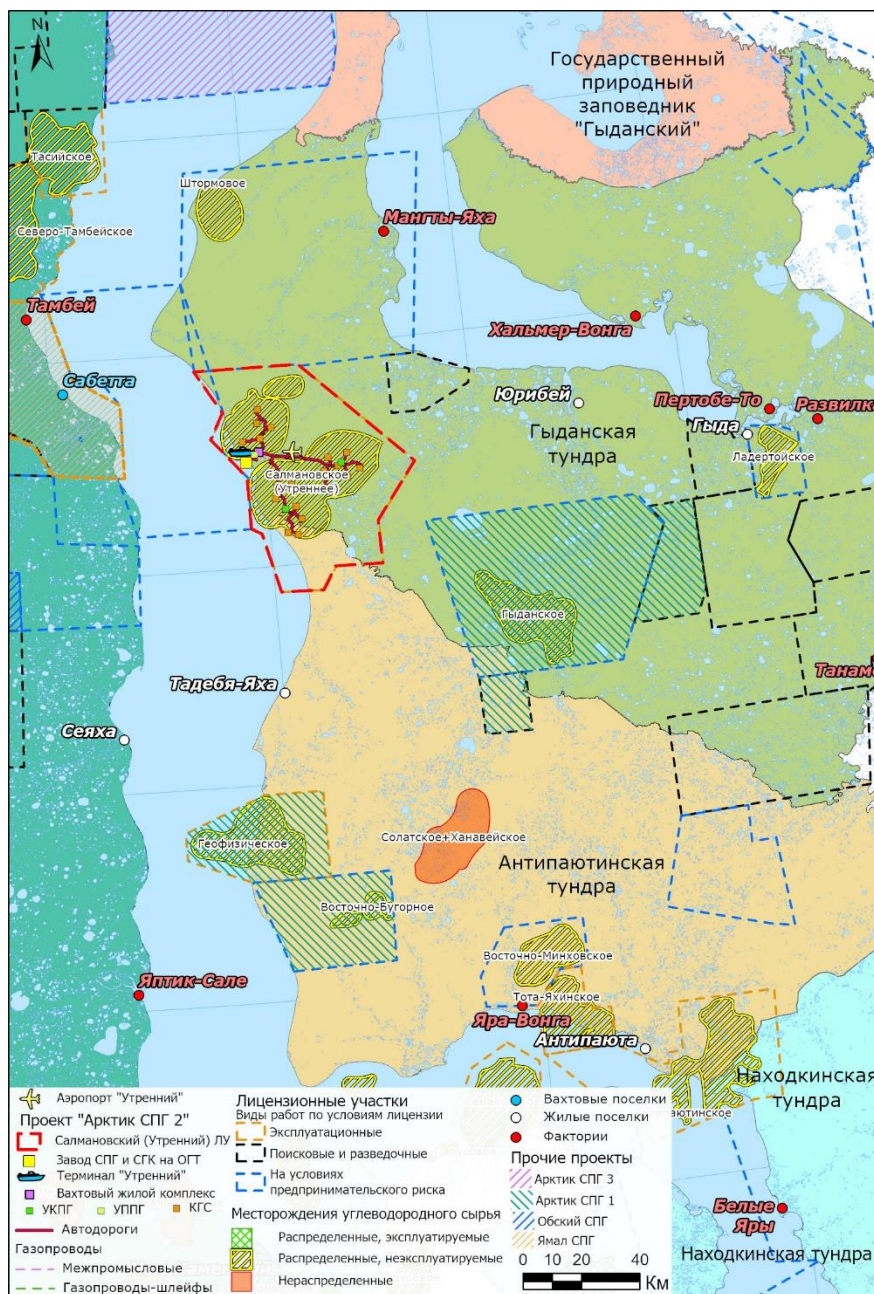 N
Государственный
природный
заповедник
"Гыданский"
Тасийское
Штормовое
Северо-Тамбейское
Мангты-Яха
Тамбей
Хальмер-Вонга
Сабетта
Юрибей
Пертобе-То
Развилка
Гыда
Гыданская
тундра
Ладертойское
Салмановское
(Утреннее)
Гыданское
Танам
Тадебя-Яха
Сеяха
Солатское+Ханавейское
Геофизическое
Антипаютинская
тундра
Восточно-Бугорное
Восточно-Минховское
Яптик-Сале
Тота-Яхинское
Яра-Вонга
Антипаюта
Находкинская
тундра
аютинское
Белые
Яры
Находкинская тундра
Аэропорт "Утренний"
Проект "Арктик СПГ 2"
Салмановский (Утренний) ЛУ
Завод СПГ и СГК на ОГТ
Терминал "Утренний"
Вахтовый жилой комплекс
УКПГ
УППГ
КГС
Автодороги
Газопроводы
Межпромысловые
Газопроводы-шлейфы
Лицензионные участки
Виды работ по условиям лицензии
Эксплуатационные
Поисковые и разведочные
На условиях
предпринимательского риска
Месторождения углеводородного сырья
Распределенные, эксплуатируемые
Распределенные, неэксплуатируемые
Нераспределенные
Вахтовые поселки
Жилые поселки
Фактории
Прочие проекты
Арктик СПГ 3
Арктик СПГ 1
Обский СПГ
Ямал СПГ
0 20 40
Км